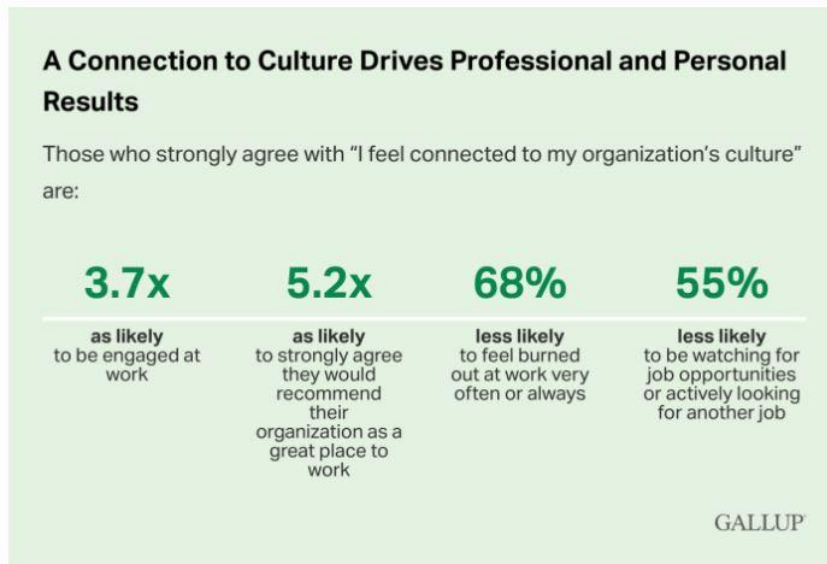 A Connection to Culture Drives Professional and Personal
Results
Those who strongly agree with “I feel connected to my organization’s culture”
are:
3.7x
as likely
to be engaged at
work
5.2x
as likely
to strongly agree
they would
recommend
their
organization as a
great place to
work
68%
less likely
to feel burned
out at work very
often or always
55%
less likely
to be watching for
job opportunities
or actively looking
for another job
GALLUP